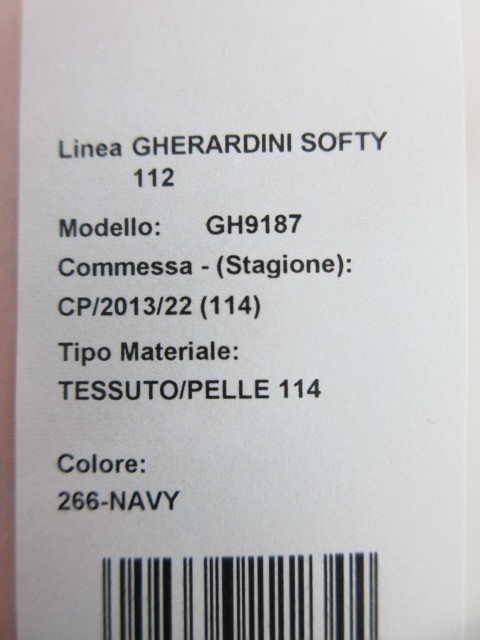 Linea GHERARDINI SOFTY
112
Modello: GH9187
Commessa - (Stagione):
CP/2013/22 (114)
Tipo Materiale:
TESSUTO/PELLE 114
Colore:
266-NAVY